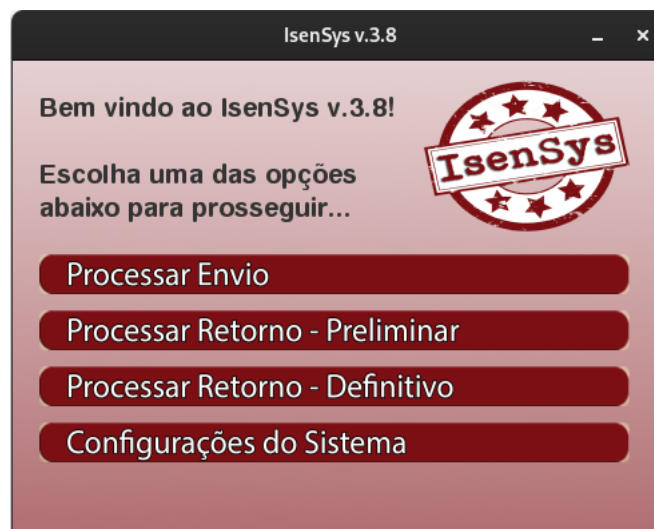 IsenSys v.3.8
Bem vindo ao IsenSys v.3.8!
IsenSys
Escolha uma das opções
abaixo para prosseguir...
Processar Envio
Processar Retorno - Preliminar
Processar Retorno - Definitivo
Configurações do Sistema